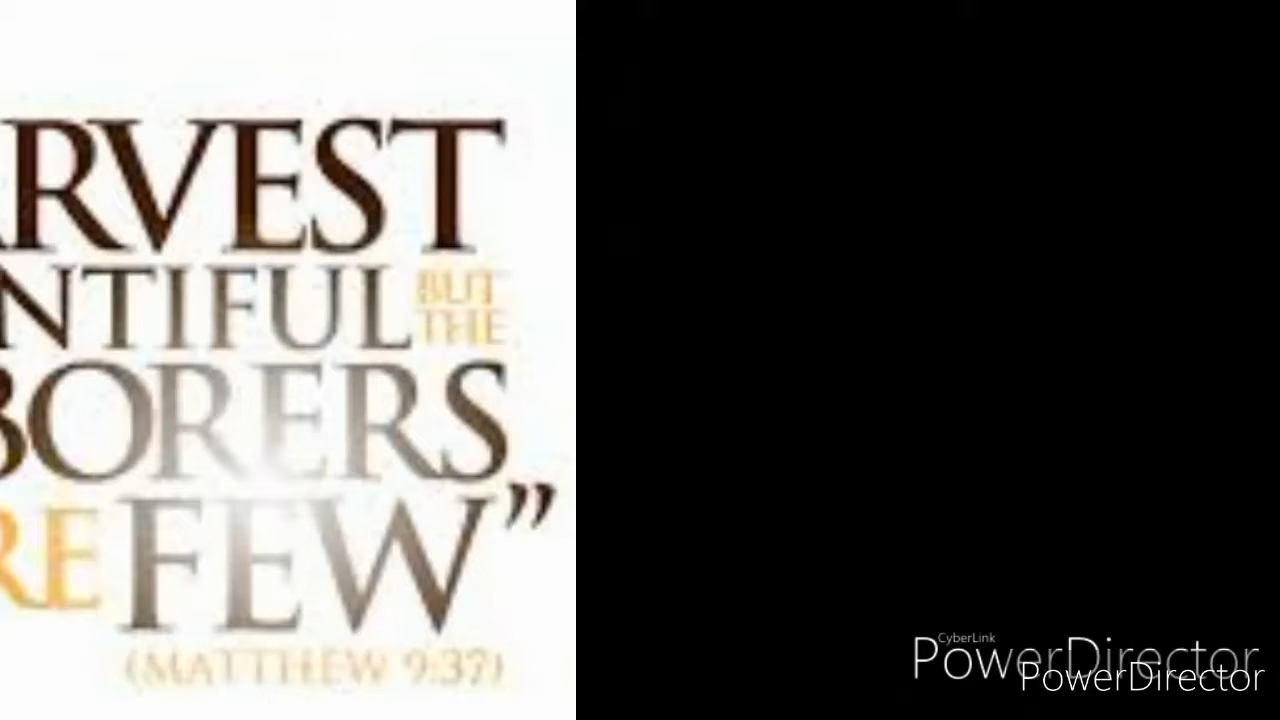 RVEST
NTIFUL BUT THE
BORERS
RE FEW”
(MATTHEW 9:37)
CyberLink
PowerDirector
PowerDirector